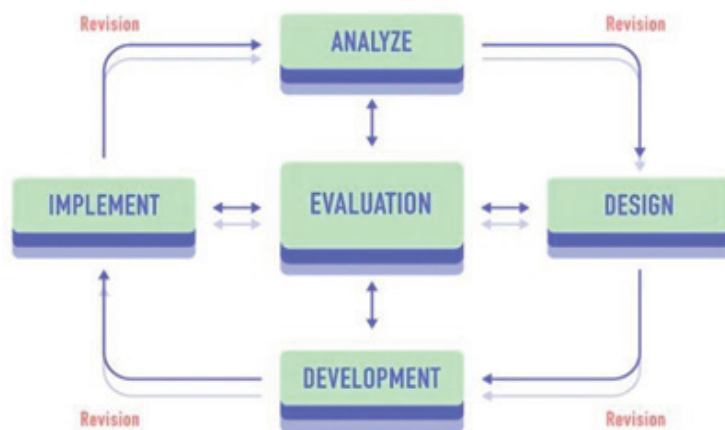 Revision
ANALYZE
Revision
IMPLEMENT
EVALUATION
DESIGN
DEVELOPMENT
Revision
Revision